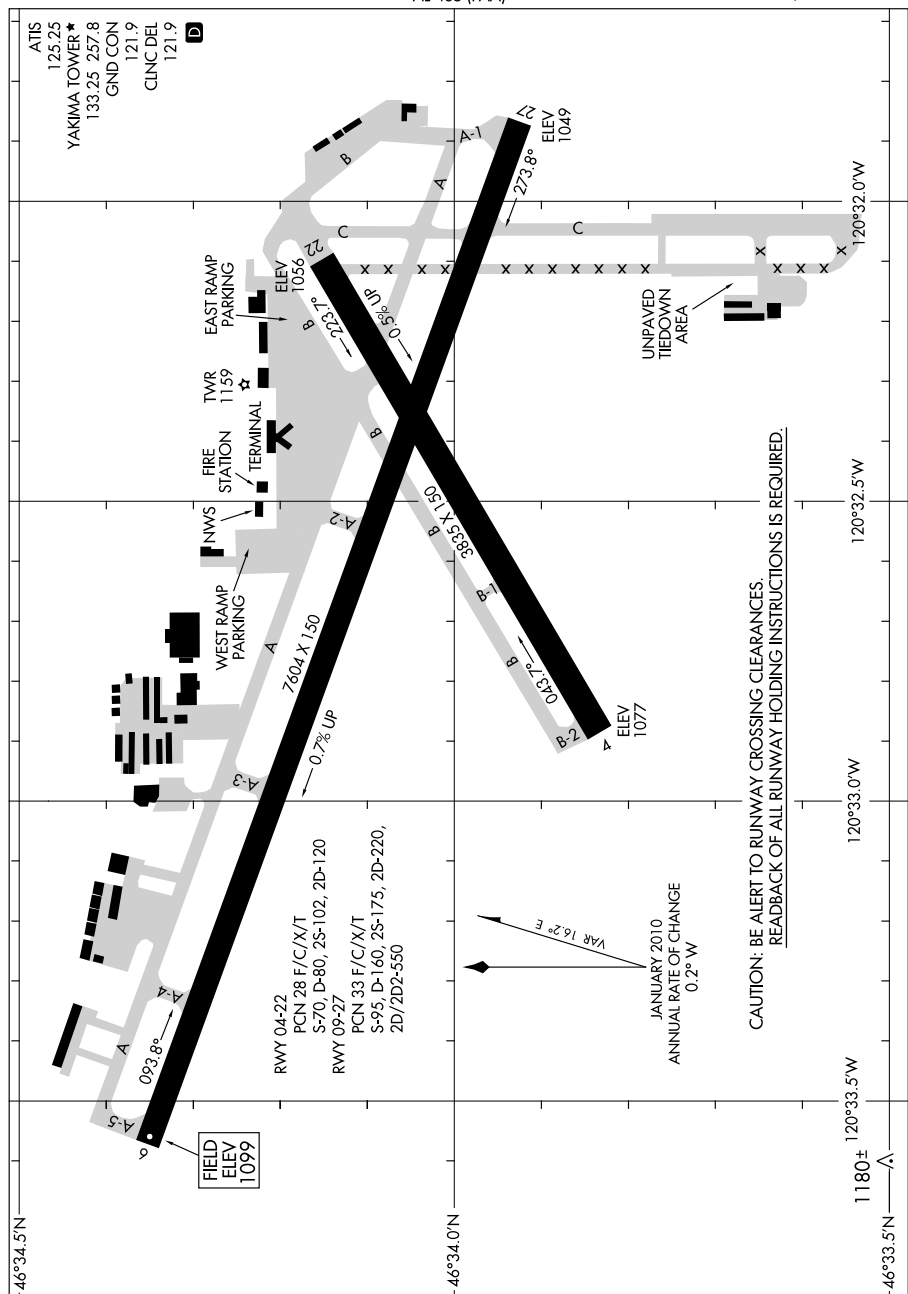 ATIS
125.25
YAKIMA TOWER★
133.25 257.8
GND CON
121.9
CLNC DEL
121.9
D
46°34.5'N
46°34.0'N
46°33.5'N
120°32.0'W
120°32.5'W
120°33.0'W
120°33.5'W
FIELD
ELEV
1099
9
093.8°
A-5
A
A-4
A-3
A
A-2
0.7% UP
7604 X 150
WEST RAMP
PARKING
NWS
FIRE
STATION
TERMINAL
TWR
1159
EAST RAMP
PARKING
ELEV
1056
22
223.7°
0.5% UP
B
B
C
A
A-1
27
ELEV
1049
273.8°
C
B
B
3835 X 150
B-1
B
043.7°
B-2
4
ELEV
1077
UNPAVED
TIEDOWN
AREA
X X X X X X X X X X X X X X X X
RWY 04-22
PCN 28 F/C/X/T
S-70, D-80, 2S-102, 2D-120
RWY 09-27
PCN 33 F/C/X/T
S-95, D-160, 2S-175, 2D-220,
2D/2D2-550
VAR 16.2° E
JANUARY 2010
ANNUAL RATE OF CHANGE
0.2° W
CAUTION: BE ALERT TO RUNWAY CROSSING CLEARANCES.
READBACK OF ALL RUNWAY HOLDING INSTRUCTIONS IS REQUIRED.
1180±